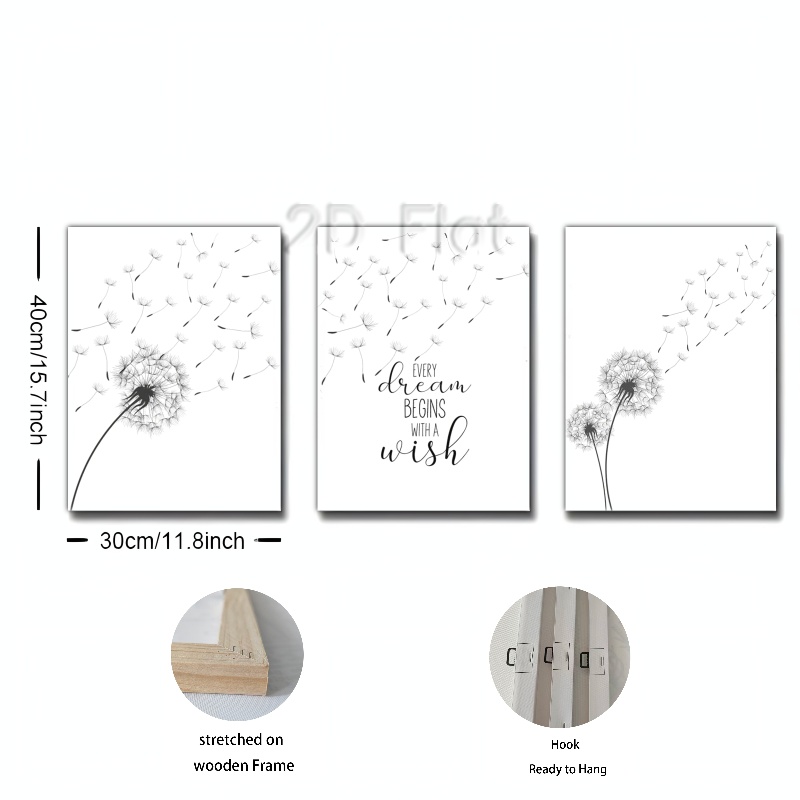 2D Flat
40cm/15.7inch
EVERY
dream
BEGINS
WITH A
wish
30cm/11.8inch
stretched on
wooden Frame
Hook
Ready to Hang